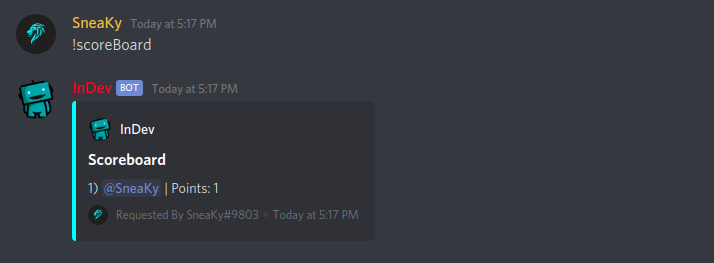 SneaKy Today at 5:17 PM
!scoreBoard
InDev BOT Today at 5:17 PM
InDev
Scoreboard
1) @SneaKy | Points: 1
Requested By SneaKy#9803 • Today at 5:17 PM